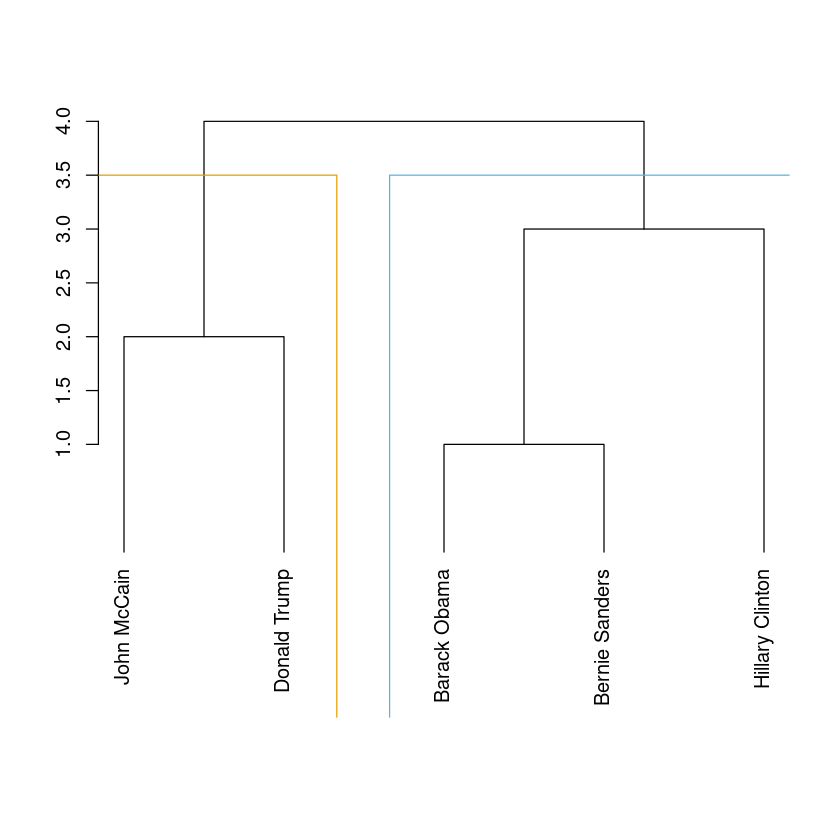 4.0
3.5
3.0
2.5
2.0
1.5
1.0
John McCain
Donald Trump
Barack Obama
Bernie Sanders
Hillary Clinton